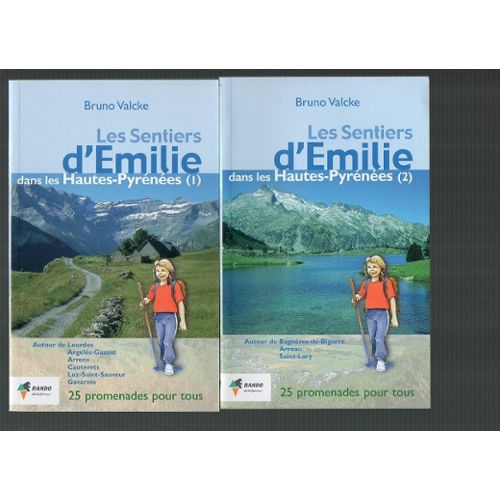 Bruno Valcke
Les Sentiers
d'Emilie
dans les Hautes-Pyrénées (1)
Autour de Lourdes
Argelès-Gazost
Arrens
Cauterets
Luz-Saint-Sauveur
Gavarnie
RANDO
25 promenades pour tous
Bruno Valcke
Les Sentiers
d'Emilie
dans les Hautes-Pyrénées (2)
Autour de Bagnères-de-Bigorre
Arreau
Saint-Lary
RANDO
25 promenades pour tous